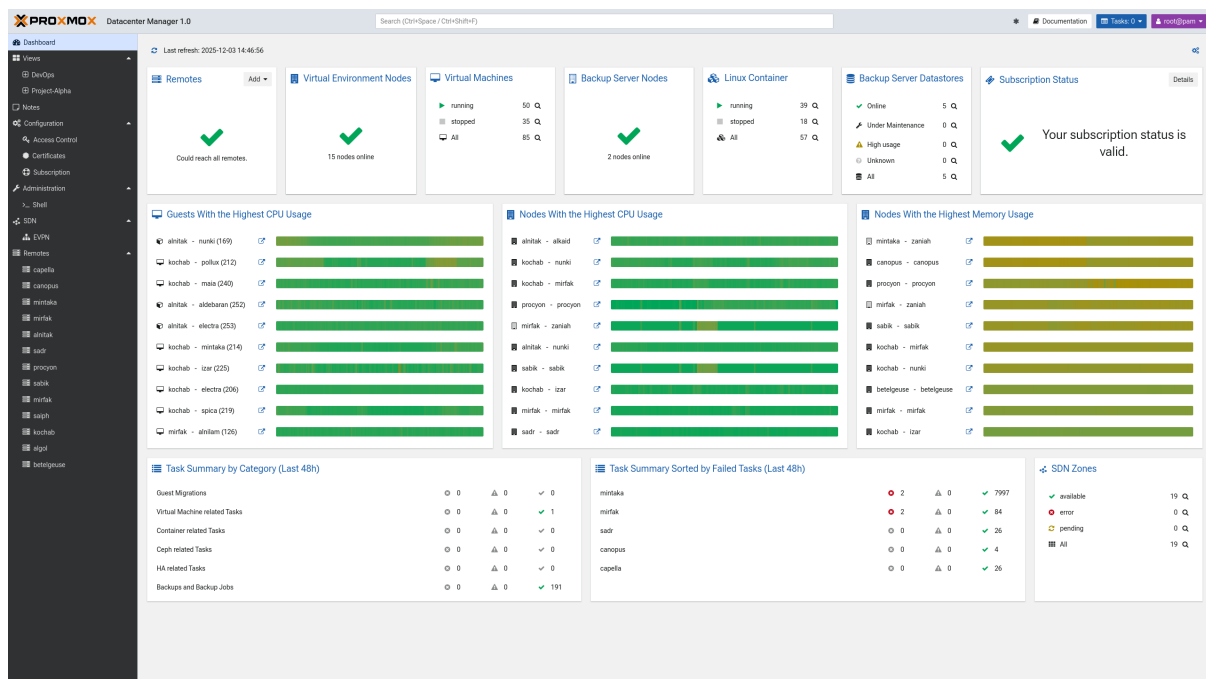 PROXMOX Datacenter Manager 1.0
Search (Ctrl+Space / Ctrl+Shift+F)
Documentation
Tasks: 0
root@pam
Dashboard
Views
DevOps
Project-Alpha
Notes
Configuration
Access Control
Certificates
Subscription
Administration
>_ Shell
SDN
EVPN
Remotes
capella
canopus
mintaka
mirfak
alnitak
sadr
procyon
sabik
mirfak
saiph
kochab
algol
betelgeuse
Last refresh: 2025-12-03 14:46:56
Remotes
Add
Could reach all remotes.
Virtual Environment Nodes
15 nodes online
Virtual Machines
running 50
stopped 35
All 85
Backup Server Nodes
2 nodes online
Linux Container
running 39
stopped 18
All 57
Backup Server Datastores
Online 5
Under Maintenance 0
High usage 0
Unknown 0
All 5
Subscription Status
Details
Your subscription status is
valid.
Guests With the Highest CPU Usage
alnitak - nunki (169)
kochab - pollux (212)
kochab - maia (240)
alnitak - aldebaran (252)
alnitak - electra (253)
kochab - mintaka (214)
kochab - izar (225)
kochab - electra (206)
kochab - spica (219)
mirfak - alnilam (126)
Nodes With the Highest CPU Usage
alnitak - alkaid
kochab - nunki
kochab - mirfak
procyon - procyon
mirfak - zaniah
alnitak - nunki
sabik - sabik
kochab - izar
mirfak - mirfak
sadr - sadr
Nodes With the Highest Memory Usage
mintaka - zaniah
canopus - canopus
procyon - procyon
mirfak - zaniah
sabik - sabik
kochab - mirfak
kochab - nunki
betelgeuse - betelgeuse
mirfak - mirfak
kochab - izar
Task Summary by Category (Last 48h)
Guest Migrations 0 0 0
Virtual Machine related Tasks 0 0 1
Container related Tasks 0 0 0
Ceph related Tasks 0 0 0
HA related Tasks 0 0 0
Backups and Backup Jobs 0 0 191
Task Summary Sorted by Failed Tasks (Last 48h)
mintaka 2 0 7997
mirfak 2 0 84
sadr 0 0 26
canopus 0 0 4
capella 0 0 26
SDN Zones
available 19
error 0
pending 0
All 19